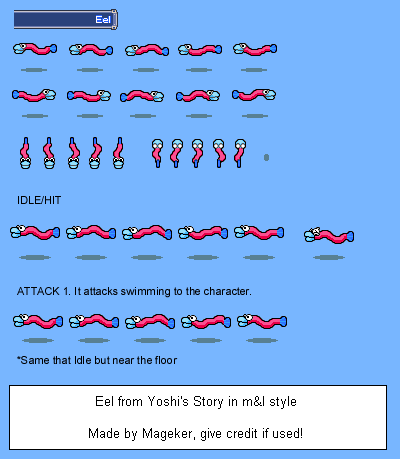 Eel
IDLE/HIT
ATTACK 1. It attacks swimming to the character.
*Same that Idle but near the floor
Eel from Yoshi's Story in m&l style
Made by Mageker, give credit if used!